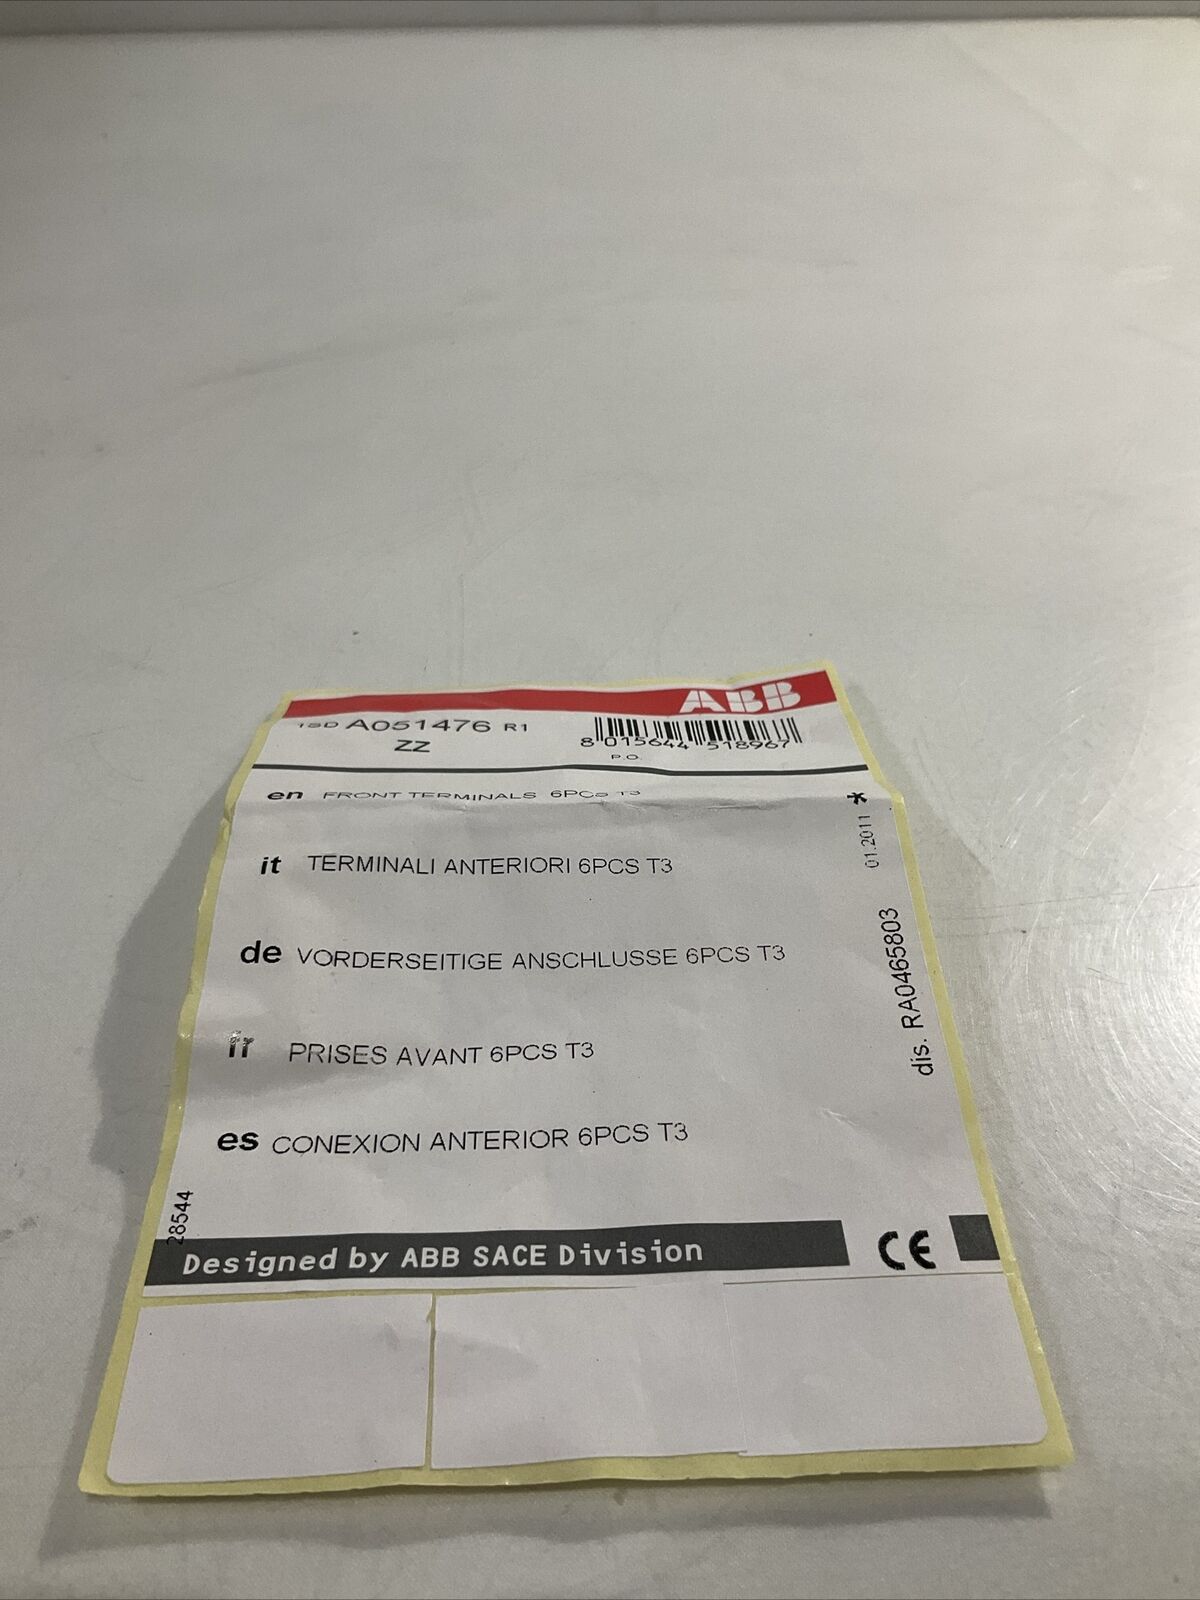 ABB
1SD A051476 R1
ZZ
8 015644 518967
P.O.
en FRONT TERMINALS 6PCS T3
*
it TERMINALI ANTERIORI 6PCS T3
01.2011
de VORDERSEITIGE ANSCHLUSSE 6PCS T3
dis. RA0465803
fr PRISES AVANT 6PCS T3
es CONEXION ANTERIOR 6PCS T3
28544
Designed by ABB SACE Division
CE